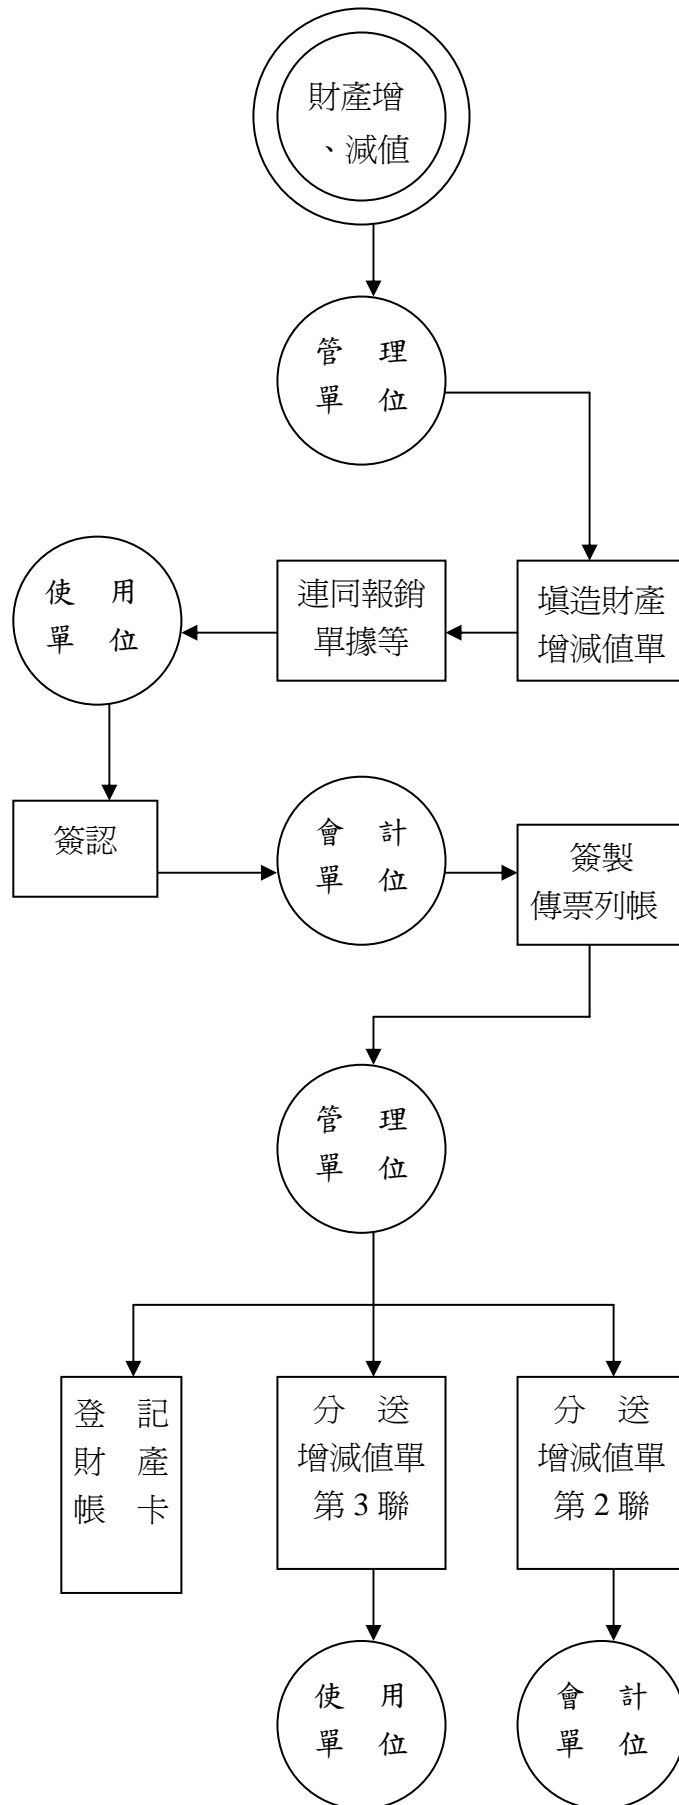 財產增
、減值
管 理
單 位
填造財產
增減值單
連同報銷
單據等
使 用
單 位
簽認
會 計
單 位
簽製
傳票列帳
管 理
單 位
登 記
財 產
帳 卡
分 送
增減值單
第 3 聯
分 送
增減值單
第 2 聯
使 用
單 位
會 計
單 位